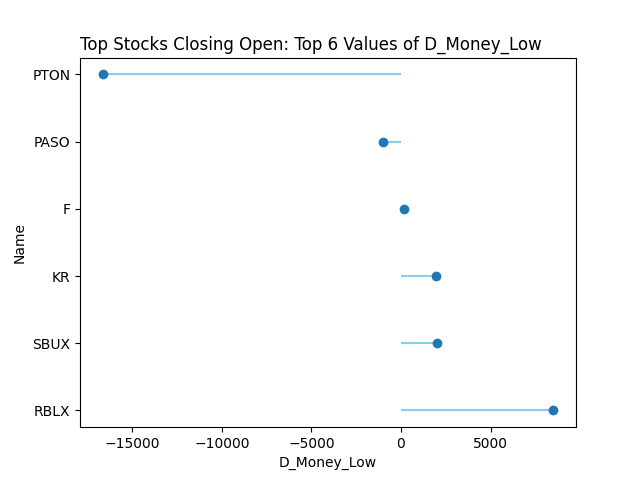 Top Stocks Closing Open: Top 6 Values of D_Money_Low
PTON
PASO
F
KR
SBUX
RBLX
Name
−15000
−10000
−5000
0
5000
D_Money_Low